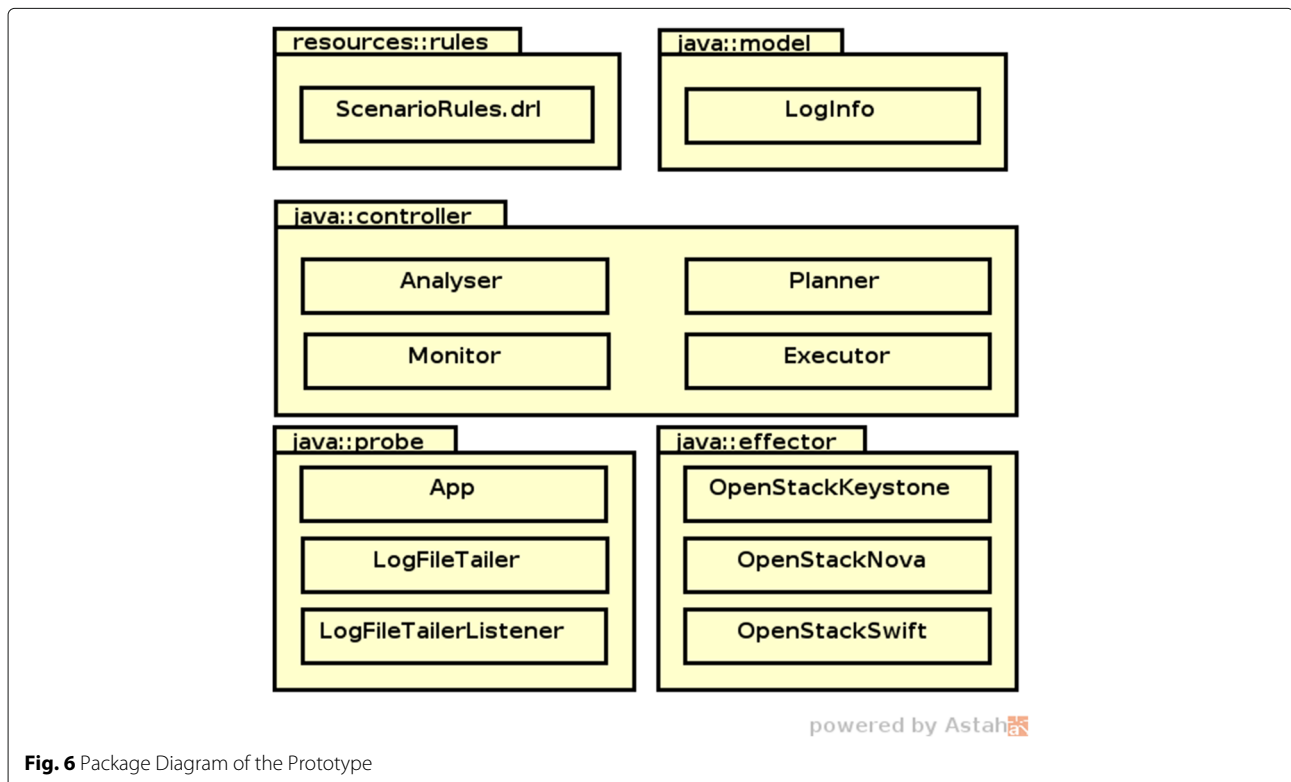 resources::rules
ScenarioRules.drl
java::model
LogInfo
java::controller
Analyser
Planner
Monitor
Executor
java::probe
App
LogFileTailer
LogFileTailerListener
java::effector
OpenStackKeystone
OpenStackNova
OpenStackSwift
powered by Astah
Fig. 6 Package Diagram of the Prototype